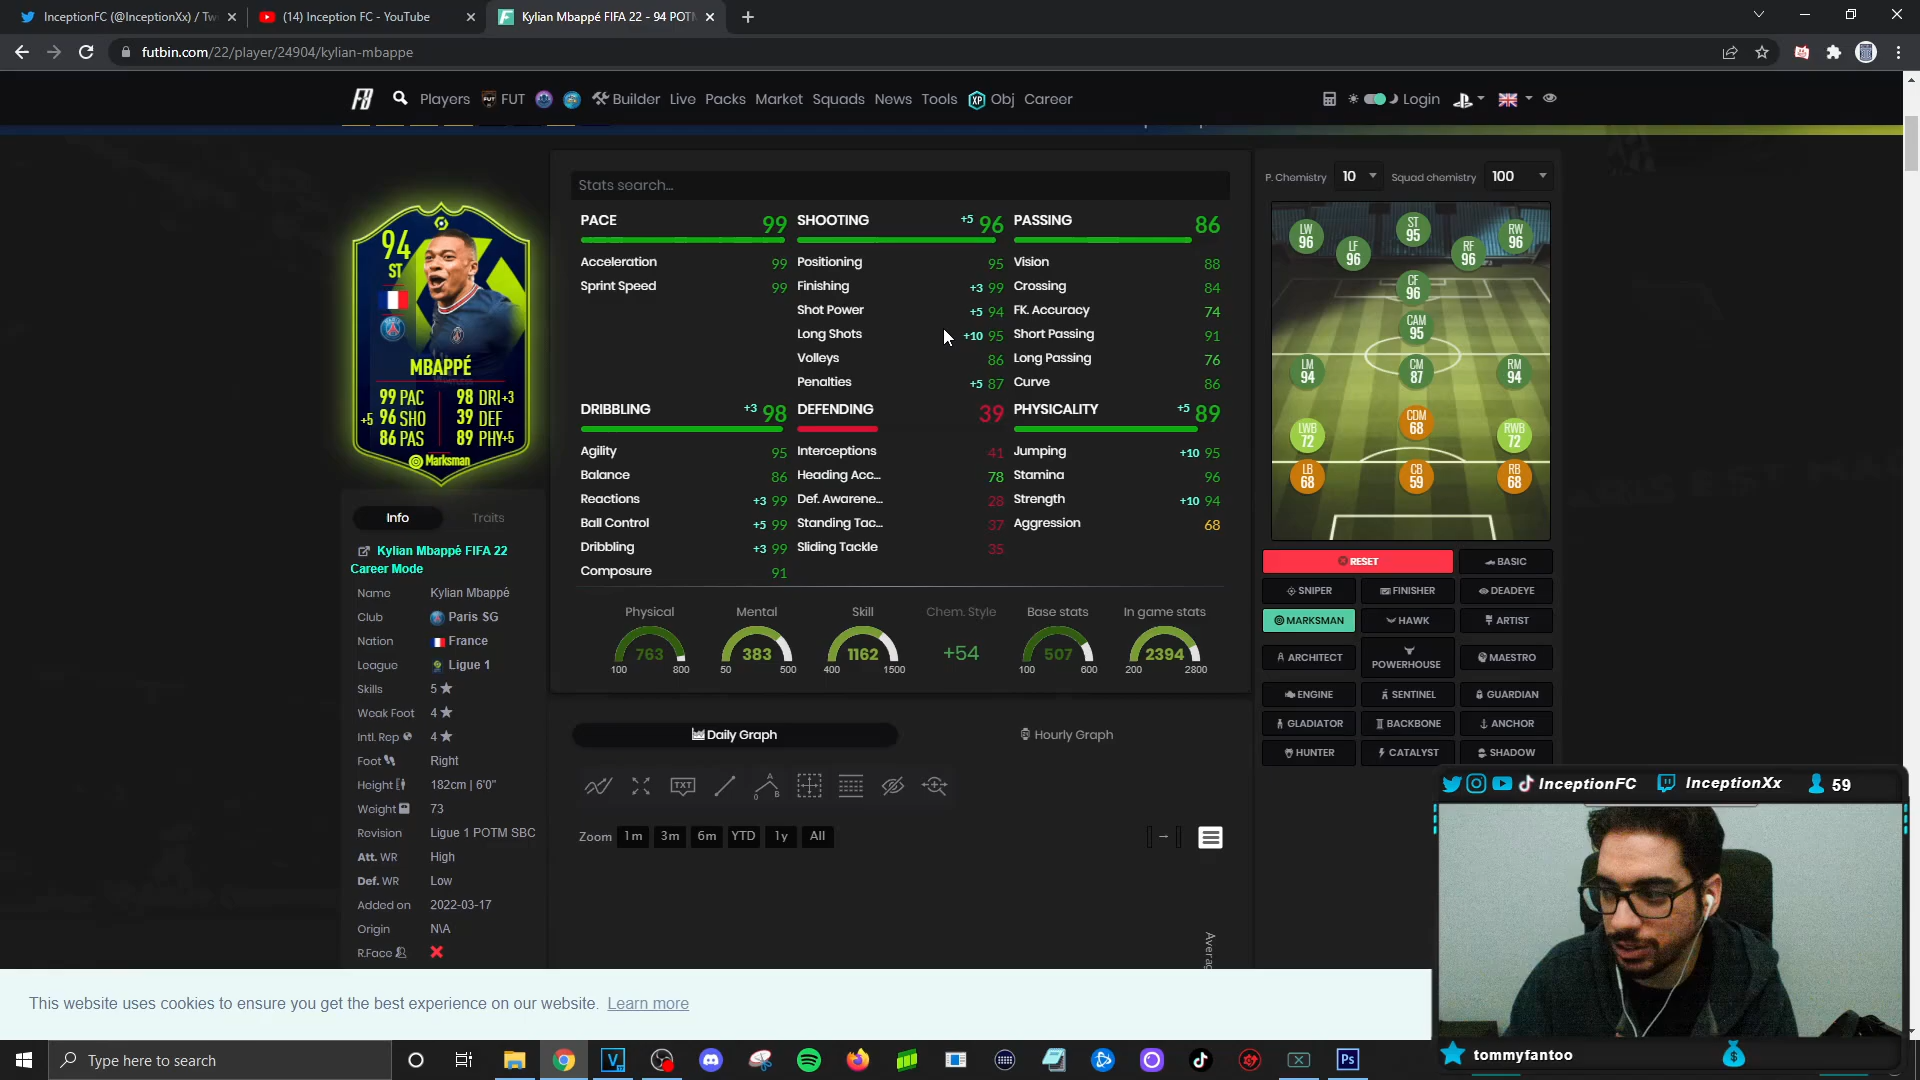 InceptionFC (@InceptionXx) / Tw
(14) Inception FC - YouTube
Kylian Mbappé FIFA 22 - 94 POTM
futbin.com/22/player/24904/kylian-mbappe
Players FUT Builder Live Packs Market Squads News Tools XP Obj Career
Login
Stats search...
PACE 99
Acceleration 99
Sprint Speed 99
SHOOTING +5 96
Positioning 95
Finishing +3 99
Shot Power +5 94
Long Shots +10 95
Volleys 86
Penalties +5 87
PASSING 86
Vision 88
Crossing 84
FK. Accuracy 74
Short Passing 91
Long Passing 76
Curve 86
DRIBBLING +3 98
Agility 95
Balance 86
Reactions +3 99
Ball Control +5 99
Dribbling +3 99
Composure 91
DEFENDING 39
Interceptions 41
Heading Acc... 78
Def. Awarene... 28
Standing Tac... 37
Sliding Tackle 35
PHYSICALITY +5 89
Jumping +10 95
Stamina 96
Strength +10 94
Aggression 68
94
ST
MBAPPÉ
99 PAC 98 DRI+3
+5 96 SHO 39 DEF
86 PAS 89 PHY+5
Marksman
Info Traits
Kylian Mbappé FIFA 22
Career Mode
Name Kylian Mbappé
Club Paris SG
Nation France
League Ligue 1
Skills 5
Weak Foot 4
Intl. Rep 4
Foot Right
Height 182cm | 6'0"
Weight 73
Revision Ligue 1 POTM SBC
Att. WR High
Def. WR Low
Added on 2022-03-17
Origin N\A
R.Face
Physical 763 100 800
Mental 383 50 500
Skill 1162 400 1500
Chem. Style +54
Base stats 507 100 600
In game stats 2394 200 2800
Daily Graph Hourly Graph
TXT
A
0 B
Zoom 1m 3m 6m YTD 1y All
Averag
P. Chemistry 10 Squad chemistry 100
LW 96
ST 95
RW 96
LF 96
RF 96
CF 96
CAM 95
LM 94
CM 87
RM 94
LWB 72
CDM 68
RWB 72
LB 68
CB 59
RB 68
RESET BASIC
SNIPER FINISHER DEADEYE
MARKSMAN HAWK ARTIST
ARCHITECT POWERHOUSE MAESTRO
ENGINE SENTINEL GUARDIAN
GLADIATOR BACKBONE ANCHOR
HUNTER CATALYST SHADOW
InceptionFC InceptionXx 59
tommyfantoo
This website uses cookies to ensure you get the best experience on our website. Learn more
Type here to search
V
Ps